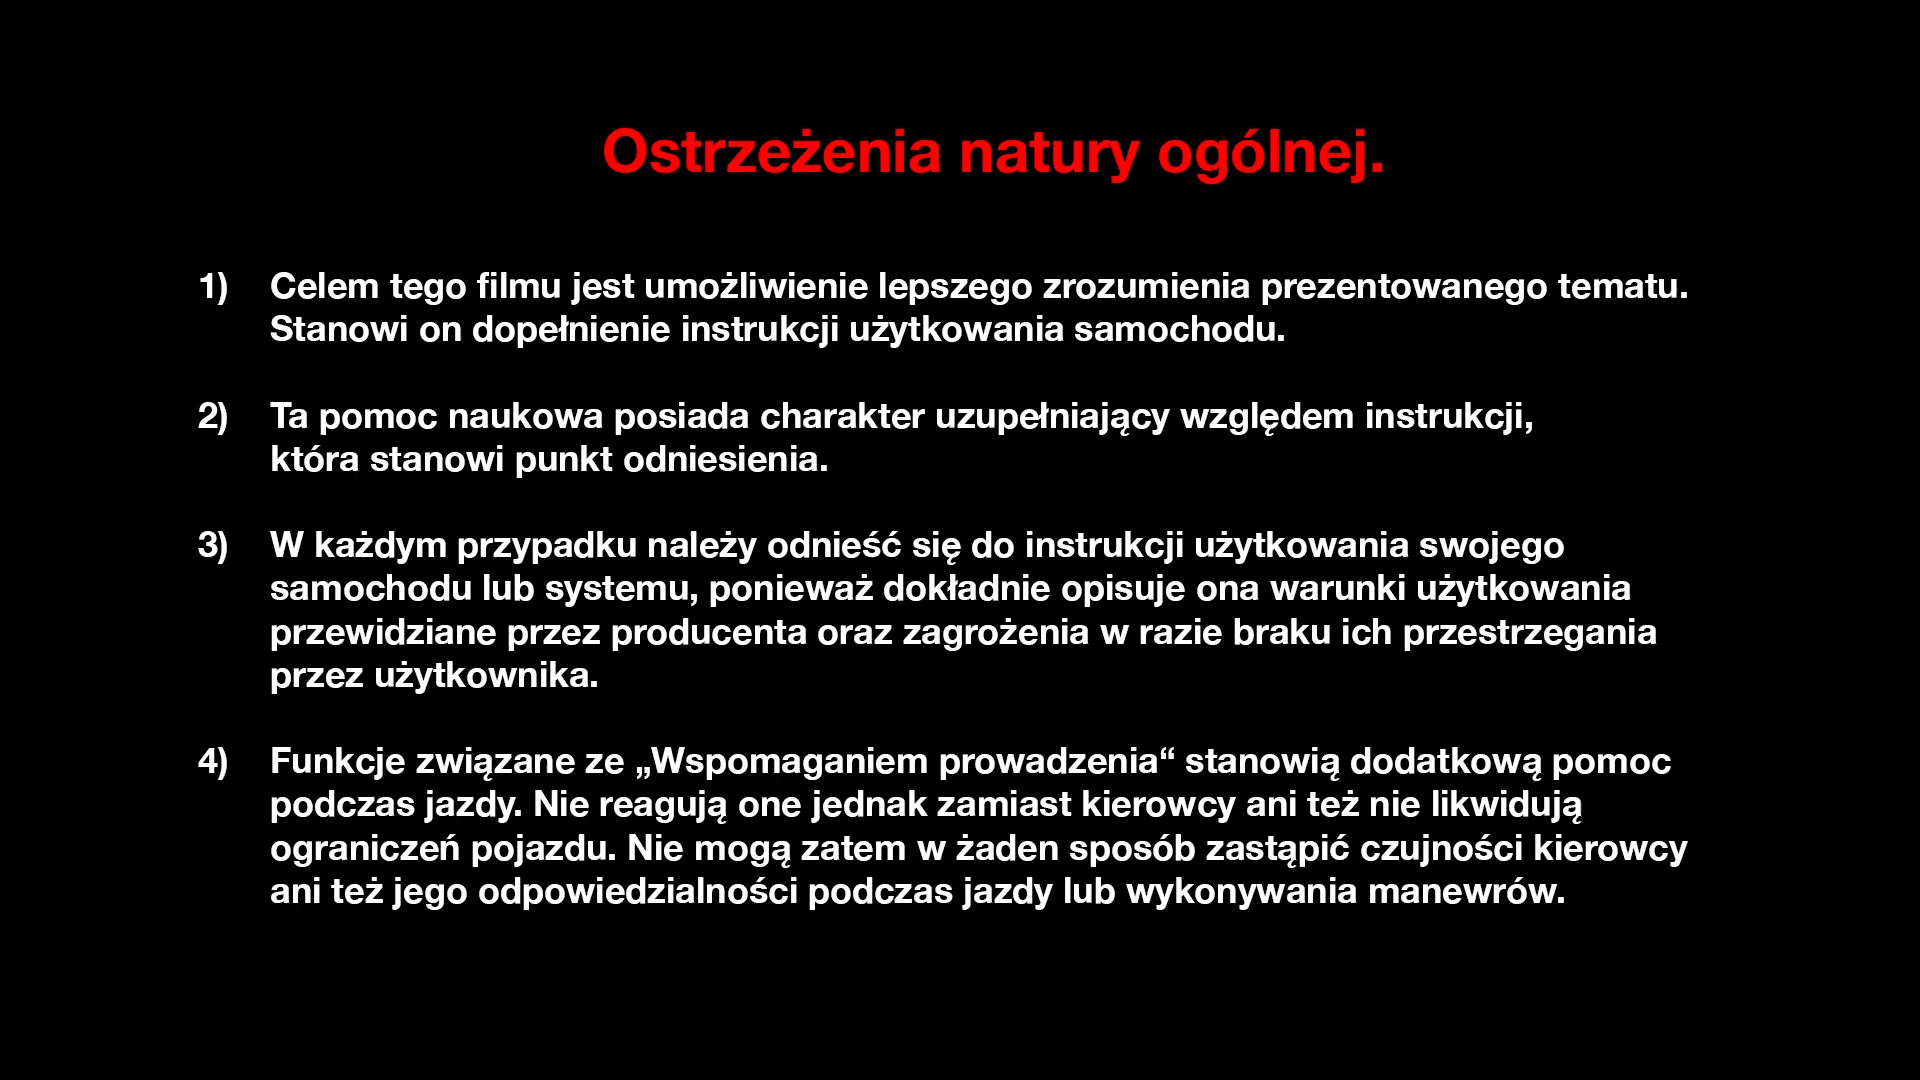 Ostrzeżenia natury ogólnej.
1) Celem tego filmu jest umożliwienie lepszego zrozumienia prezentowanego tematu.
Stanowi on dopełnienie instrukcji użytkowania samochodu.
2) Ta pomoc naukowa posiada charakter uzupełniający względem instrukcji,
która stanowi punkt odniesienia.
3) W każdym przypadku należy odnieść się do instrukcji użytkowania swojego
samochodu lub systemu, ponieważ dokładnie opisuje ona warunki użytkowania
przewidziane przez producenta oraz zagrożenia w razie braku ich przestrzegania
przez użytkownika.
4) Funkcje związane ze „Wspomaganiem prowadzenia“ stanowią dodatkową pomoc
podczas jazdy. Nie reagują one jednak zamiast kierowcy ani też nie likwidują
ograniczeń pojazdu. Nie mogą zatem w żaden sposób zastąpić czujności kierowcy
ani też jego odpowiedzialności podczas jazdy lub wykonywania manewrów.